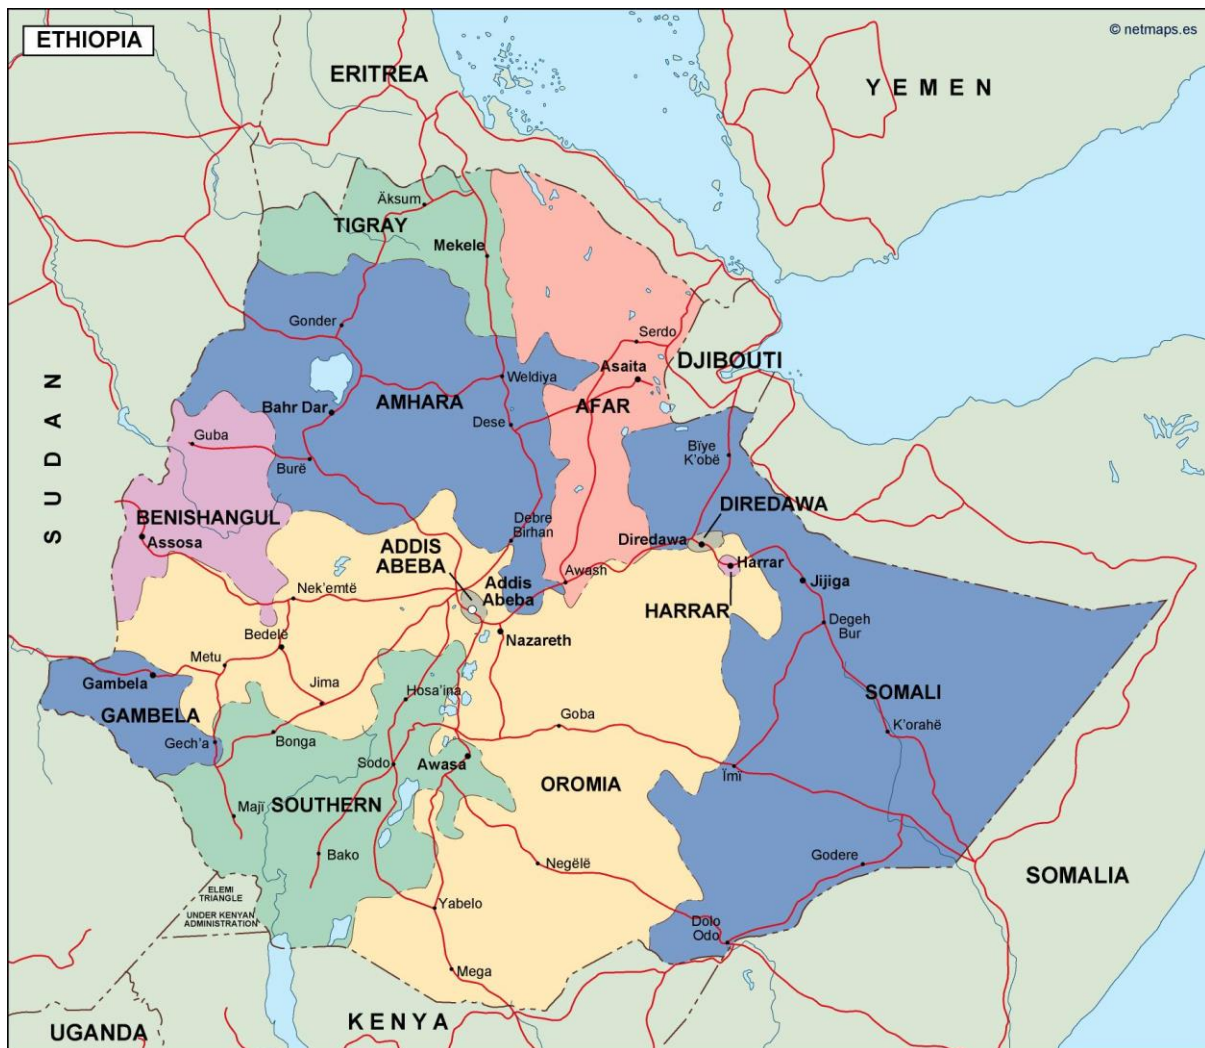 ETHIOPIA
© netmaps.es
ERITREA
YEMEN
Äksum
TIGRAY
Mekele
Gonder
Serdo
DJIBOUTI
Asaita
Weldiya
SUDAN
AMHARA
AFAR
Bahr Dar
Dese
Guba
Bïye
K'obë
Burë
DIREDAWA
BENISHANGUL
Debre
Birhan
Assosa
Diredawa
ADDIS
ABEBA
Harrar
Awash
Addis
Abeba
Jijiga
Nek'emtë
HARRAR
Degeh
Bur
Bedelë
Nazareth
Metu
Gambela
Jima
Hosa'ina
SOMALI
GAMBELA
Goba
K'orahë
Gech'a
Bonga
Sodo
Awasa
Ïmï
OROMIA
SOUTHERN
Majï
Bako
Negëlë
Godere
SOMALIA
ELEMI
TRIANGLE
UNDER KENYAN
ADMINISTRATION
Yabelo
Dolo
Odo
Mega
KENYA
UGANDA